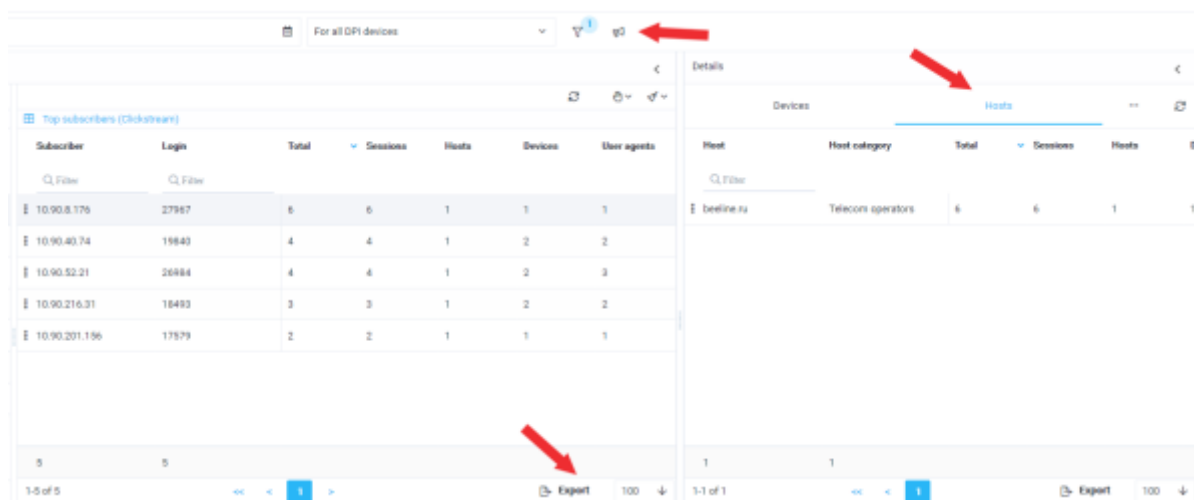 For all DPI devices
1
Details
Devices
Hosts
Top subscribers (Clickstream)
Subscriber Login Total Sessions Hosts Devices User agents
Filter Filter
10.90.8.176 27967 6 6 1 1 1
10.90.40.74 19840 4 4 1 2 2
10.90.52.21 26984 4 4 1 2 3
10.90.216.31 18493 3 3 1 2 2
10.90.201.156 17579 2 2 1 1 1
5 5
1-5 of 5 << < 1 > Export 100
Host Host category Total Sessions Hosts
Filter
beeline.ru Telecom operators 6 6 1
1 1
1-1 of 1 << < 1 Export 100